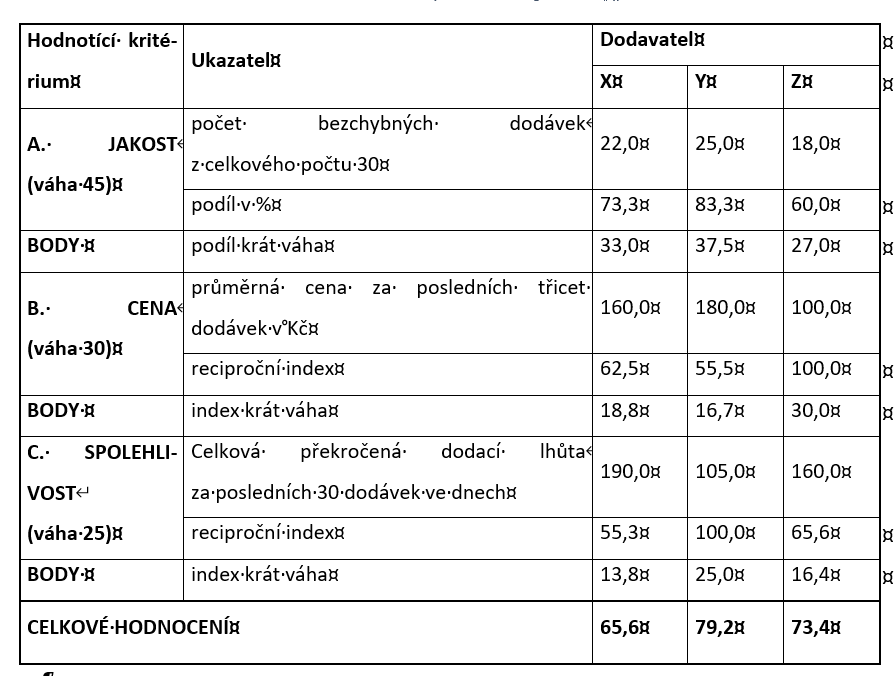 Hodnotící krité-
rium
Ukazatel
Dodavatel
X Y Z
A. JAKOST
(váha 45)
počet bezchybných dodávek
z celkového počtu 30
22,0 25,0 18,0
podíl v % 73,3 83,3 60,0
BODY podíl krát váha 33,0 37,5 27,0
B. CENA
(váha 30)
průměrná cena za posledních třicet
dodávek v Kč
160,0 180,0 100,0
reciproční index 62,5 55,5 100,0
BODY index krát váha 18,8 16,7 30,0
C. SPOLEHLI-
VOST
(váha 25)
Celková překročená dodací lhůta
za posledních 30 dodávek ve dnech
190,0 105,0 160,0
reciproční index 55,3 100,0 65,6
BODY index krát váha 13,8 25,0 16,4
CELKOVÉ HODNOCENÍ 65,6 79,2 73,4